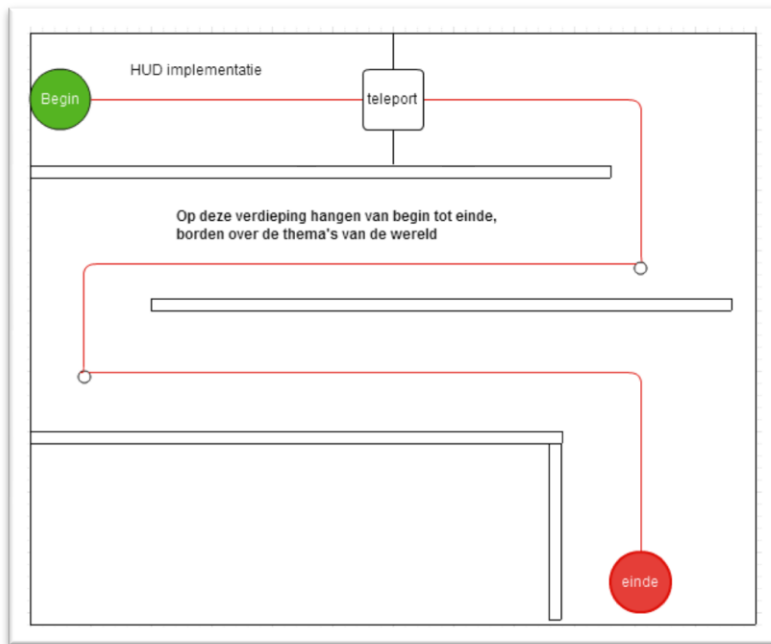 HUD implementatie
Begin
teleport
Op deze verdieping hangen van begin tot einde,
borden over de thema's van de wereld
einde